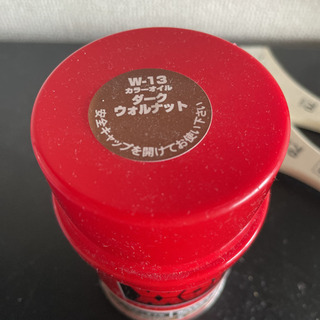 W-13
カラーオイル
ダーク
ウォルナット
安全キャップを開けてお使い下さい